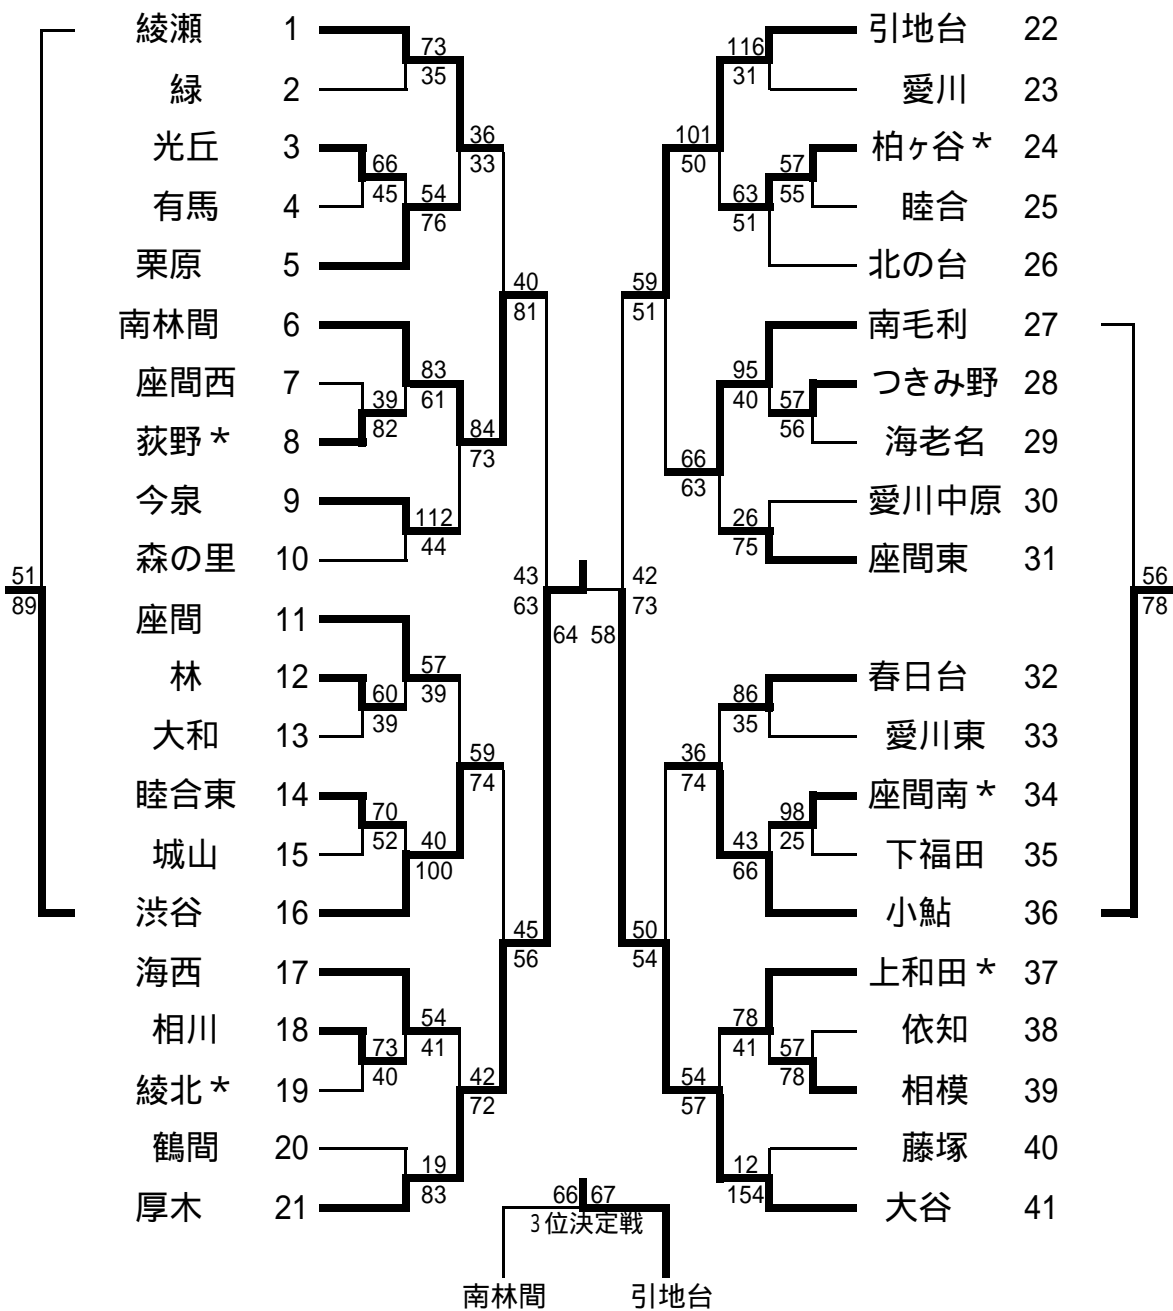 綾瀬 1 73 116 引地台 22
緑 2 35 31 愛川 23
光丘 3 66 36 101 57 柏ヶ谷* 24
有馬 4 45 54 33 50 63 55 睦合 25
栗原 5 76 51 北の台 26
40 59
南林間 6 81 51 南毛利 27
座間西 7 39 83 95 57 つきみ野 28
荻野* 8 82 61 84 40 56 海老名 29
73 66
今泉 9 112 63 26 愛川中原 30
森の里 10 44 75 座間東 31
51 43 42 56
89 63 73 78
座間 11 64 58
林 12 60 57 86 春日台 32
大和 13 39 39 35 愛川東 33
59 36
睦合東 14 70 74 74 98 座間南* 34
城山 15 52 40 43 25 下福田 35
渋谷 16 100 66 小鮎 36
45 50
海西 17 56 54 上和田* 37
相川 18 73 54 78 57 依知 38
綾北* 19 40 41 42 54 41 78 相模 39
72 57
鶴間 20 19 12 藤塚 40
厚木 21 83 66 67 154 大谷 41
3位決定戦
南林間 引地台